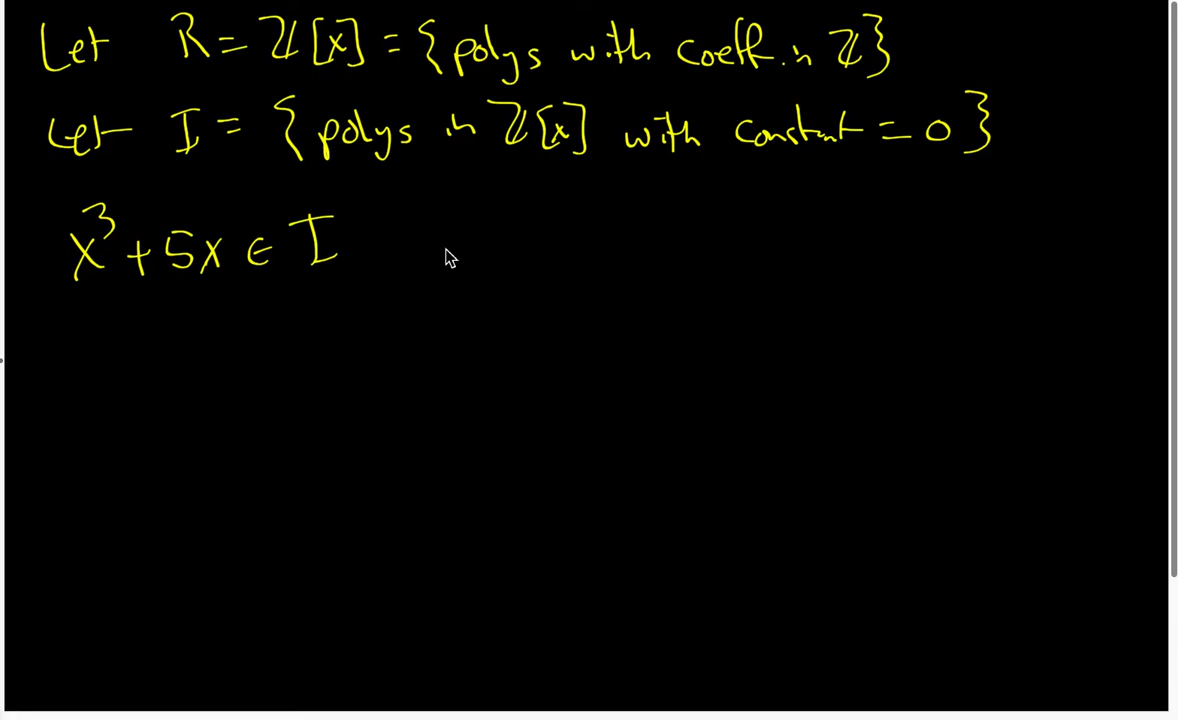 Let R = ℤ[x] = {polys with coeff. in ℤ}
Let I = {polys in ℤ[x] with constant = 0}
x³ + 5x ∈ I